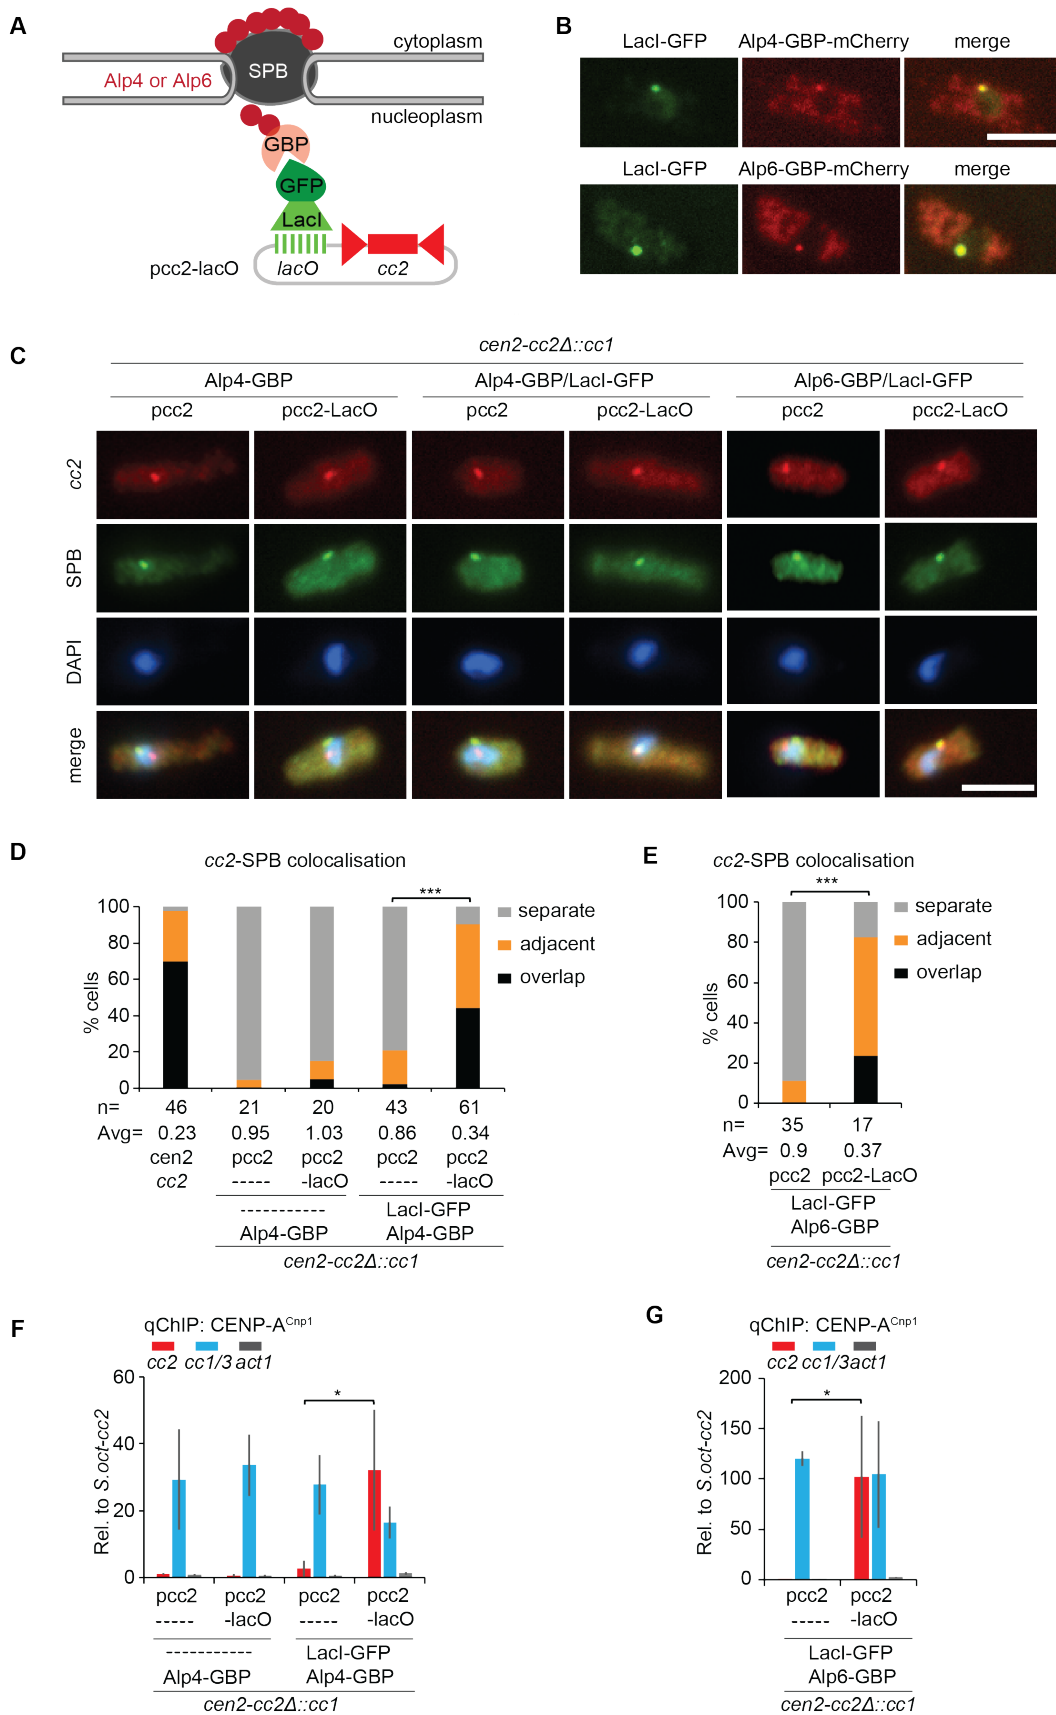 A
cytoplasm
SPB
Alp4 or Alp6
nucleoplasm
GBP
GFP
LacI
pcc2-lacO
lacO
cc2
B
LacI-GFP Alp4-GBP-mCherry merge
LacI-GFP Alp6-GBP-mCherry merge
C
cen2-cc2Δ::cc1
Alp4-GBP Alp4-GBP/LacI-GFP Alp6-GBP/LacI-GFP
pcc2 pcc2-LacO pcc2 pcc2-LacO pcc2 pcc2-LacO
cc2
SPB
DAPI
merge
D
cc2-SPB colocalisation
***
% cells
100
80
60
40
20
0
separate
adjacent
overlap
n= 46 21 20 43 61
Avg= 0.23 0.95 1.03 0.86 0.34
cen2 pcc2 pcc2 pcc2 pcc2
cc2 ----- -lacO ----- -lacO
----------- LacI-GFP
Alp4-GBP Alp4-GBP
cen2-cc2Δ::cc1
E
cc2-SPB colocalisation
***
% cells
100
80
60
40
20
0
separate
adjacent
overlap
n= 35 17
Avg= 0.9 0.37
pcc2 pcc2-LacO
LacI-GFP
Alp6-GBP
cen2-cc2Δ::cc1
F
qChIP: CENP-ACnp1
cc2 cc1/3 act1
*
Rel. to S.oct-cc2
60
40
20
0
pcc2 pcc2 pcc2 pcc2
----- -lacO ----- -lacO
----------- LacI-GFP
Alp4-GBP Alp4-GBP
cen2-cc2Δ::cc1
G
qChIP: CENP-ACnp1
cc2 cc1/3 act1
*
Rel. to S.oct-cc2
200
150
100
50
0
pcc2 pcc2
----- -lacO
LacI-GFP
Alp6-GBP
cen2-cc2Δ::cc1